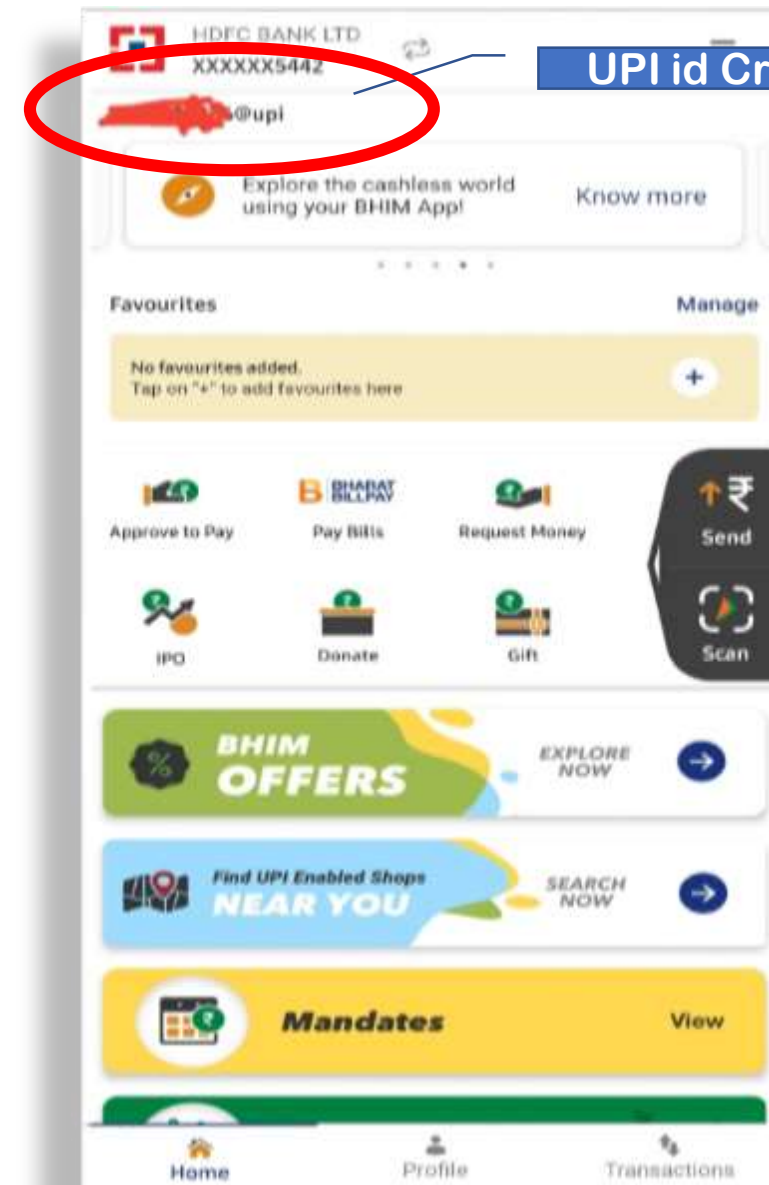 HDFC BANK LTD
XXXXXX5442
UPI id Cr
@upi
Explore the cashless world
using your BHIM App!
Know more
Favourites
Manage
No favourites added.
Tap on "+" to add favourites here
+
BHARAT
BILLPAY
Approve to Pay
Pay Bills
Request Money
Send
IPO
Donate
Gift
Scan
BHIM
OFFERS
EXPLORE
NOW
Find UPI Enabled Shops
NEAR YOU
SEARCH
NOW
Mandates
View
Home
Profile
Transactions